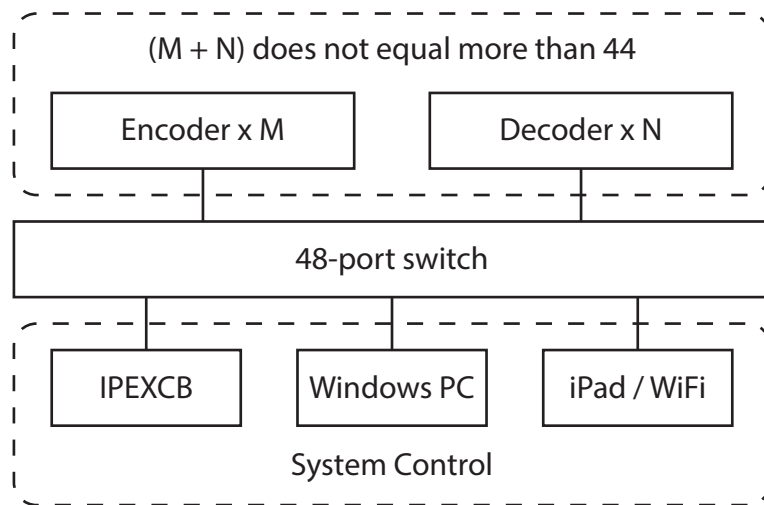 (M + N) does not equal more than 44
Encoder x M
Decoder x N
48-port switch
IPEXCB
Windows PC
iPad / WiFi
System Control